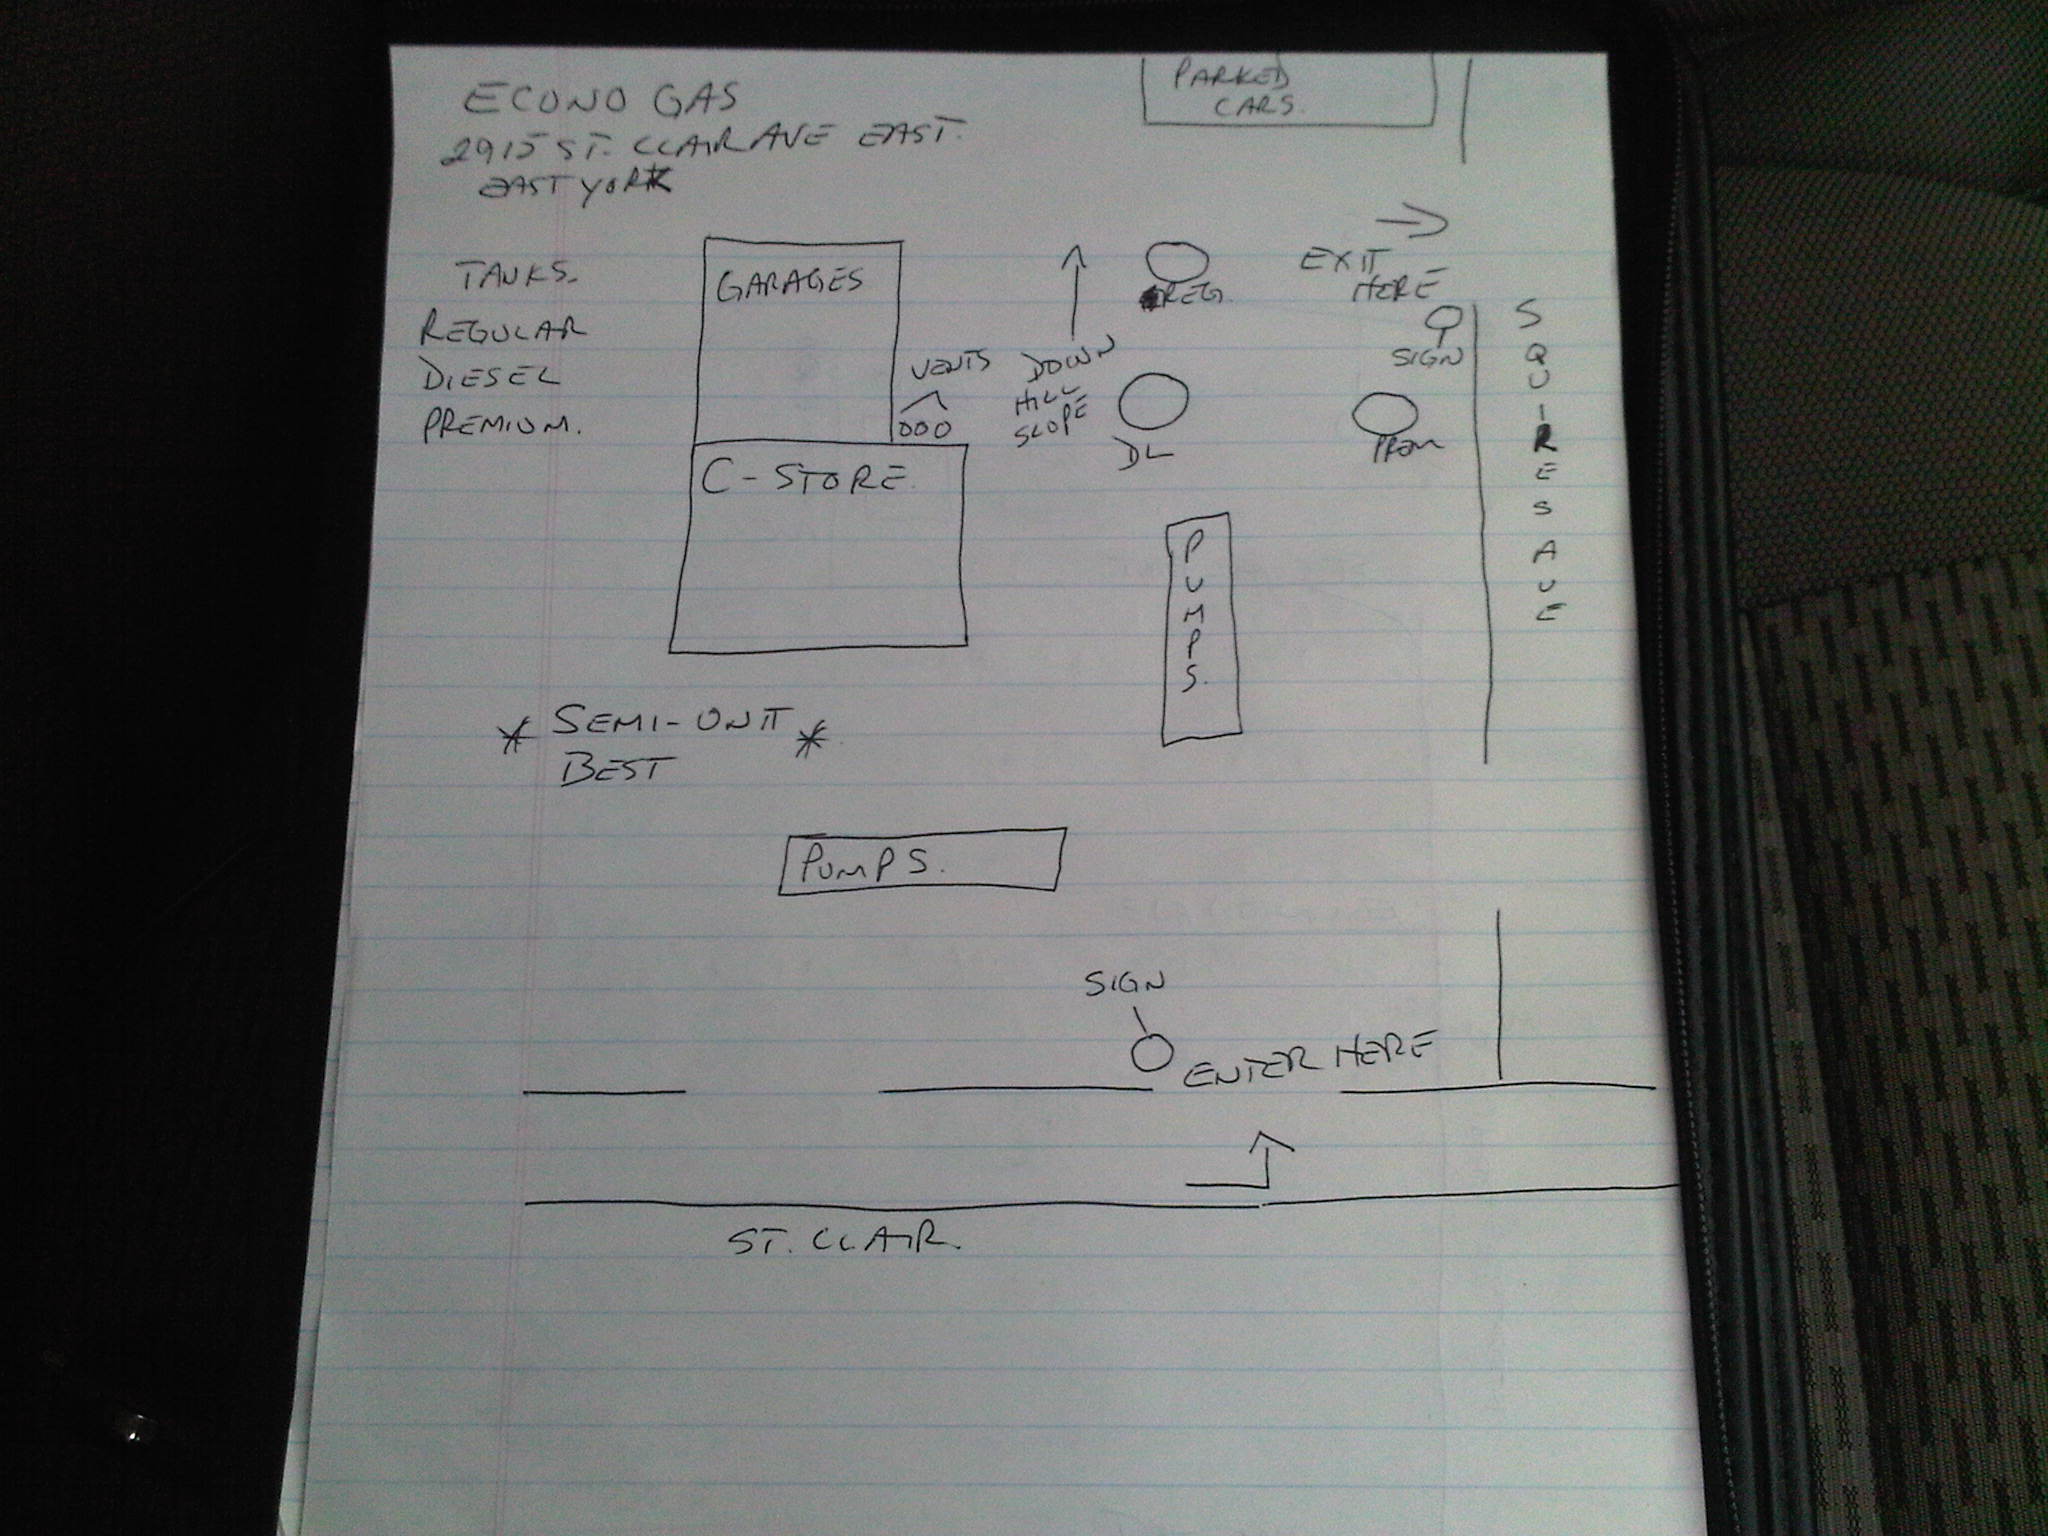 ECONO GAS
2915 ST. CLAIR AVE EAST.
EAST YORK
PARKED
CARS.
TANKS.
REGULAR
DIESEL
PREMIUM.
GARAGES
VENTS
DOWN
HILL
SLOPE
REG.
EXIT
HERE
SIGN
DL
PREM
SQUIRES AVE
C-STORE.
PUMPS.
* SEMI-UNIT *
BEST
PUMPS.
SIGN
ENTER HERE
ST. CLAIR.